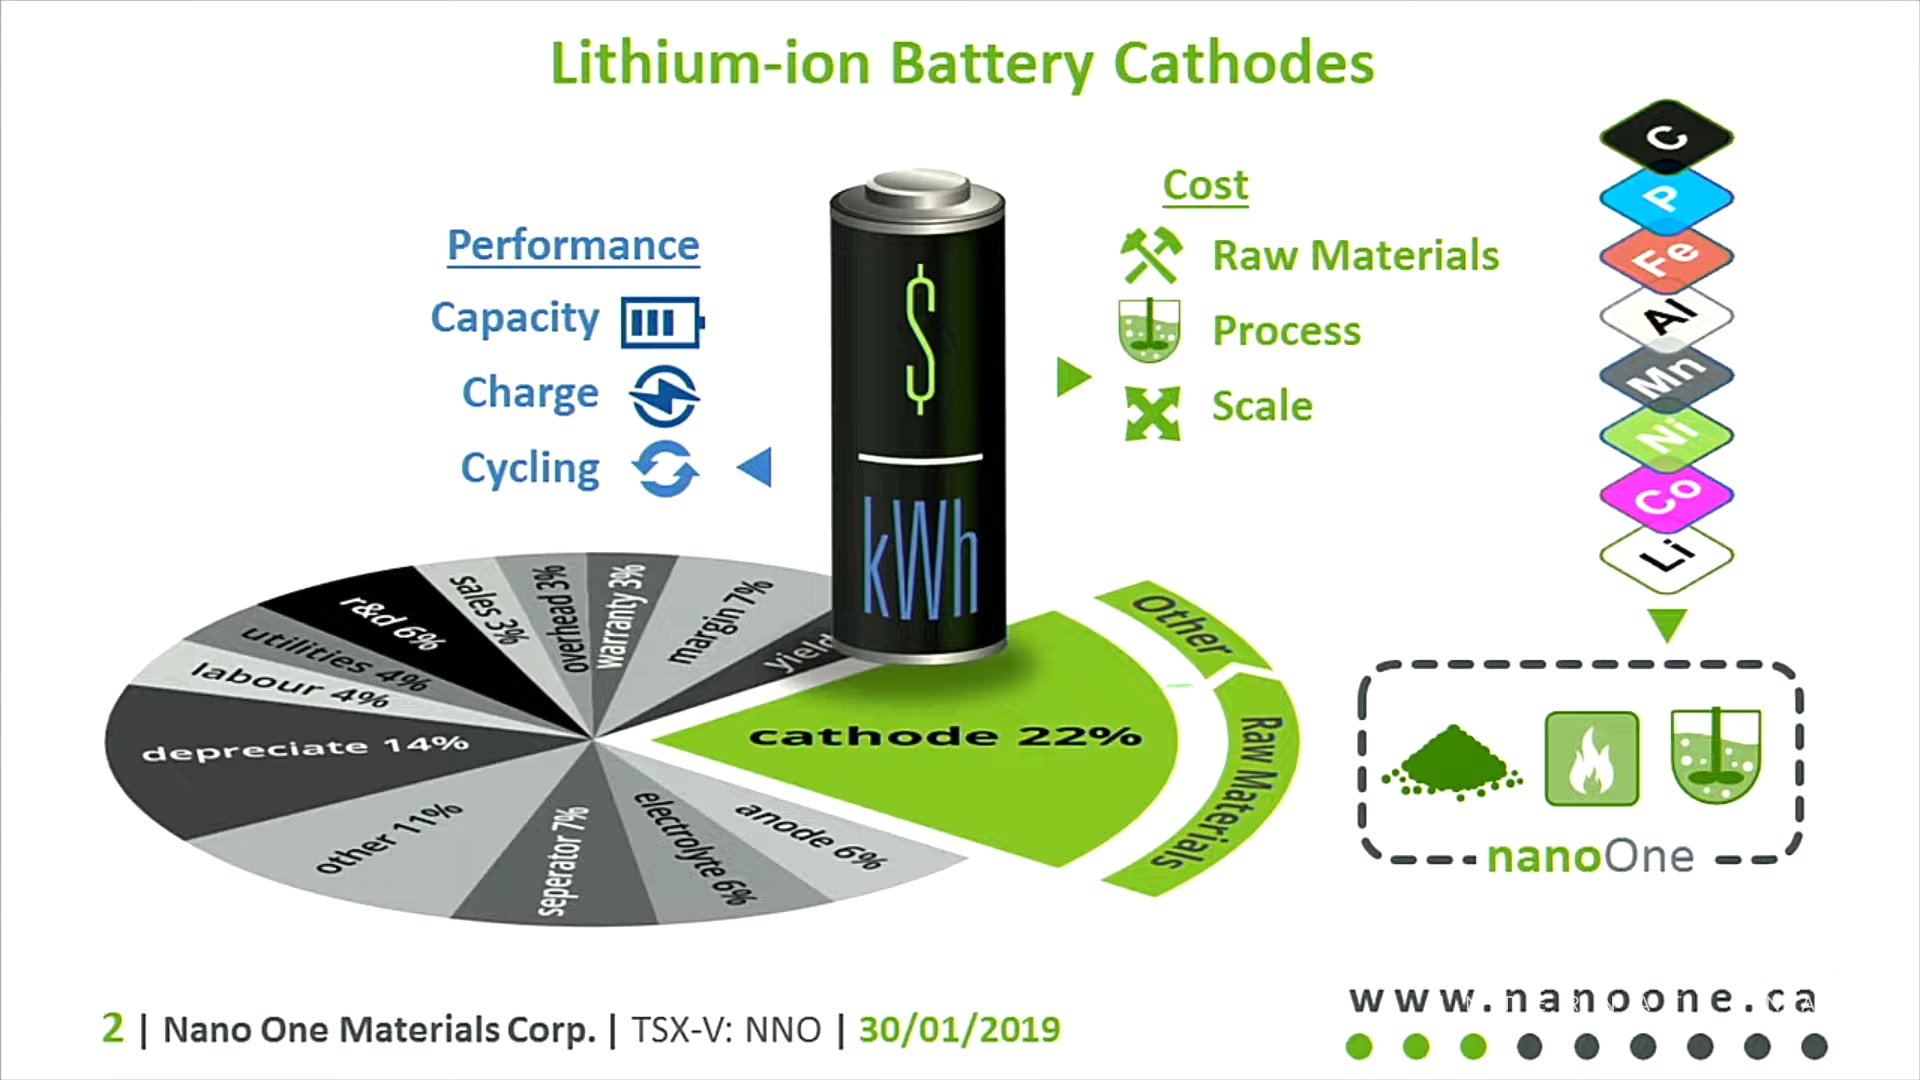 Lithium-ion Battery Cathodes
Performance
Capacity
Charge
Cycling
$
kWh
Cost
Raw Materials
Process
Scale
C
P
Fe
Al
Mn
Ni
Co
Li
r&d 6%
sales 3%
overhead 3%
warranty 3%
margin 7%
yield
utilities 4%
labour 4%
depreciate 14%
other 11%
seperator 7%
electrolyte 6%
anode 6%
cathode 22%
Other
Raw Materials
nanoOne
www.nanoone.ca
2 | Nano One Materials Corp. | TSX-V: NNO | 30/01/2019